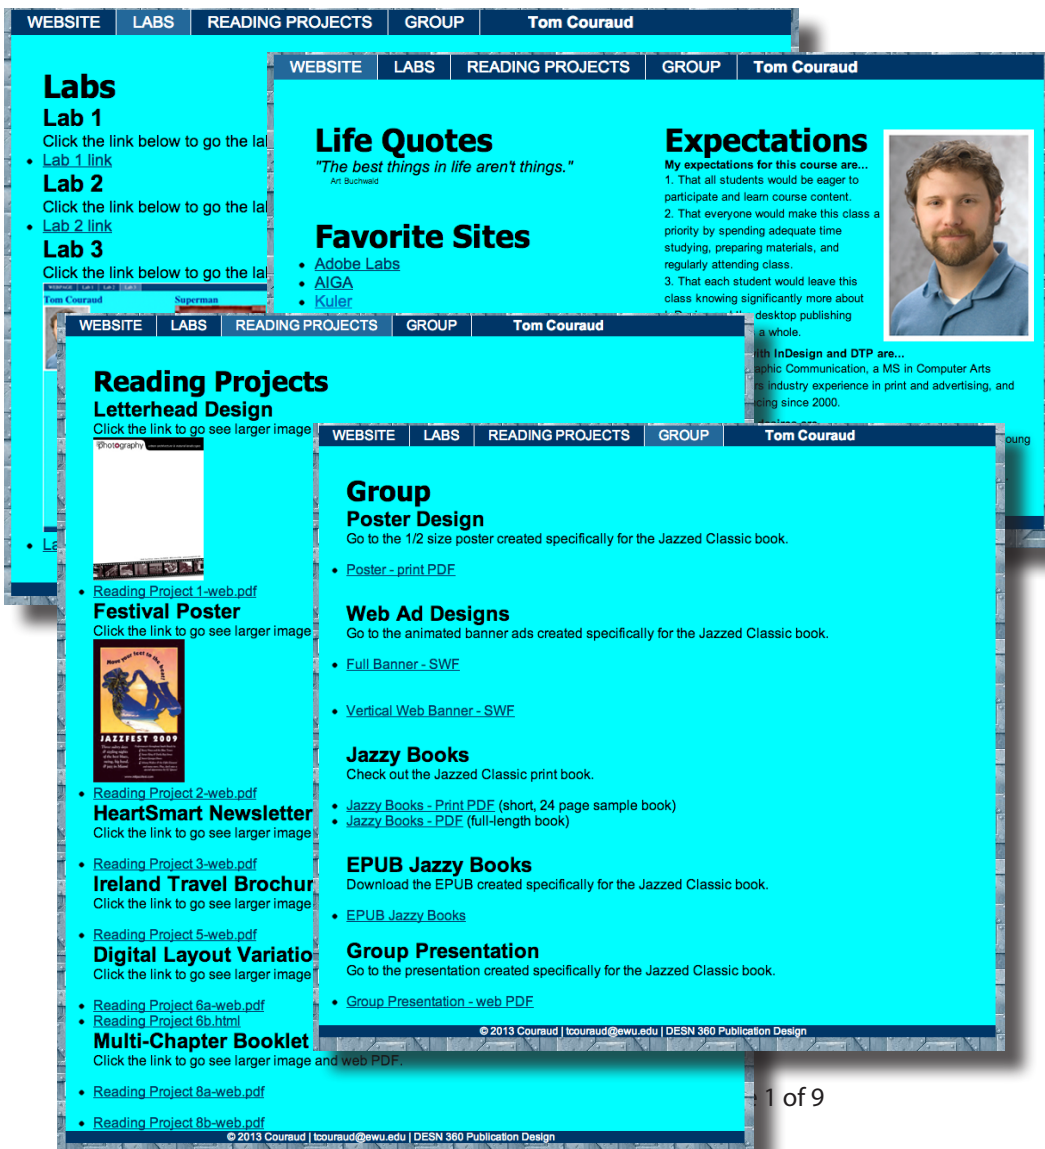 WEBSITE LABS READING PROJECTS GROUP Tom Couraud
Labs
Lab 1
Click the link below to go the
• Lab 1 link
Lab 2
Click the link below to go the
• Lab 2 link
Lab 3
Click the link below to go the
WEBPAGE Lab 1 Lab 2 Lab 3
Tom Couraud Superman
WEBSITE LABS READING PROJECTS GROUP Tom Couraud
Life Quotes
"The best things in life aren't things."
Art Buchwald
Favorite Sites
• Adobe Labs
• AIGA
• Kuler
Expectations
My expectations for this course are...
1. That all students would be eager to
participate and learn course content.
2. That everyone would make this class a
priority by spending adequate time
studying, preparing materials, and
regularly attending class.
3. That each student would leave this
class knowing significantly more about
desktop publishing
a whole.
with InDesign and DTP are...
Graphic Communication, a MS in Computer Arts
industry experience in print and advertising, and
since 2000.
WEBSITE LABS READING PROJECTS GROUP Tom Couraud
Reading Projects
Letterhead Design
Click the link to go see larger image
Photography
• Reading Project 1-web.pdf
Festival Poster
Click the link to go see larger image
Move your feet to the beat!
JAZZFEST 2009
• Reading Project 2-web.pdf
HeartSmart Newsletter
Click the link to go see larger image
• Reading Project 3-web.pdf
Ireland Travel Brochur
Click the link to go see larger image
• Reading Project 5-web.pdf
Digital Layout Variatio
Click the link to go see larger image
• Reading Project 6a-web.pdf
• Reading Project 6b.html
Multi-Chapter Booklet
Click the link to go see larger image and web PDF.
• Reading Project 8a-web.pdf
• Reading Project 8b-web.pdf
© 2013 Couraud | tcouraud@ewu.edu | DESN 360 Publication Design
WEBSITE LABS READING PROJECTS GROUP Tom Couraud
Group
Poster Design
Go to the 1/2 size poster created specifically for the Jazzed Classic book.
• Poster - print PDF
Web Ad Designs
Go to the animated banner ads created specifically for the Jazzed Classic book.
• Full Banner - SWF
• Vertical Web Banner - SWF
Jazzy Books
Check out the Jazzed Classic print book.
• Jazzy Books - Print PDF (short, 24 page sample book)
• Jazzy Books - PDF (full-length book)
EPUB Jazzy Books
Download the EPUB created specifically for the Jazzed Classic book.
• EPUB Jazzy Books
Group Presentation
Go to the presentation created specifically for the Jazzed Classic book.
• Group Presentation - web PDF
© 2013 Couraud | tcouraud@ewu.edu | DESN 360 Publication Design
1 of 9